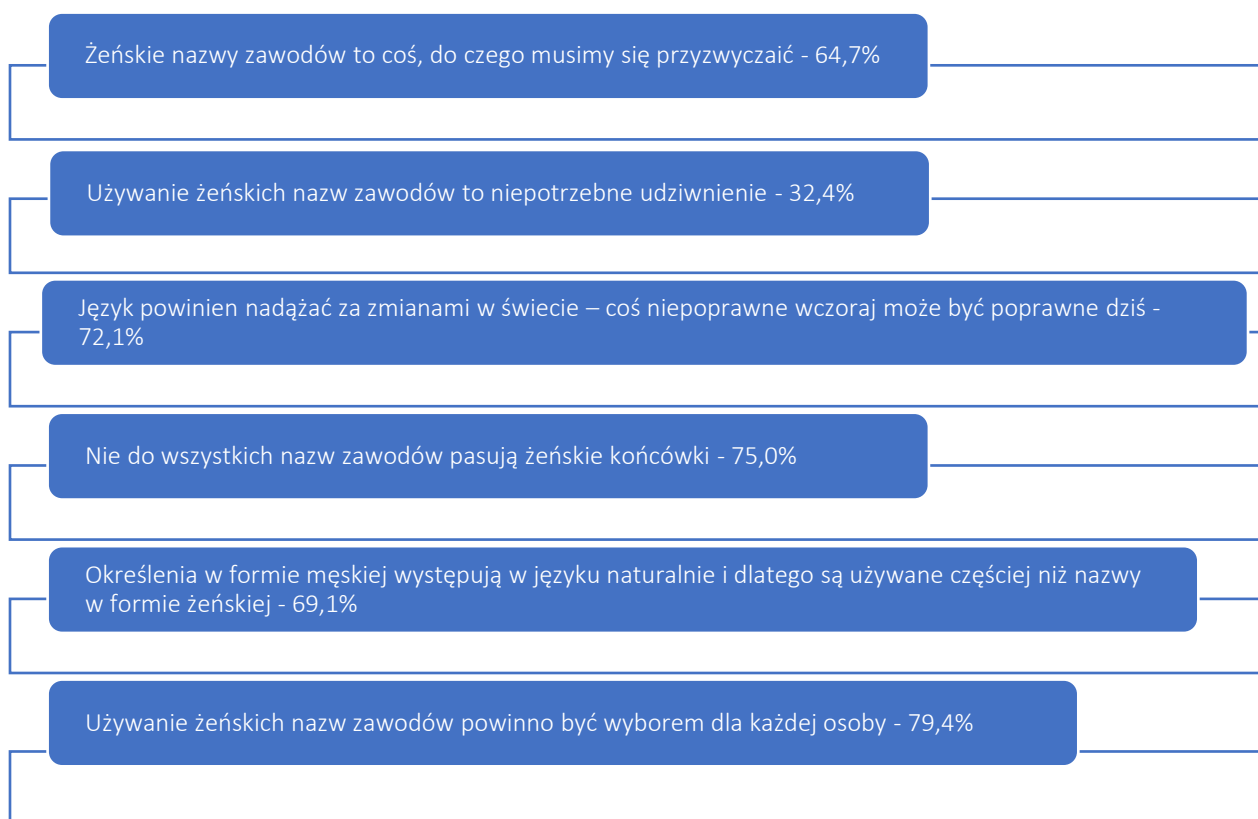 Żeńskie nazwy zawodów to coś, do czego musimy się przyzwyczaić - 64,7%
Używanie żeńskich nazw zawodów to niepotrzebne udziwnienie - 32,4%
Język powinien nadążać za zmianami w świecie – coś niepoprawne wczoraj może być poprawne dziś -
72,1%
Nie do wszystkich nazw zawodów pasują żeńskie końcówki - 75,0%
Określenia w formie męskiej występują w języku naturalnie i dlatego są używane częściej niż nazwy
w formie żeńskiej - 69,1%
Używanie żeńskich nazw zawodów powinno być wyborem dla każdej osoby - 79,4%